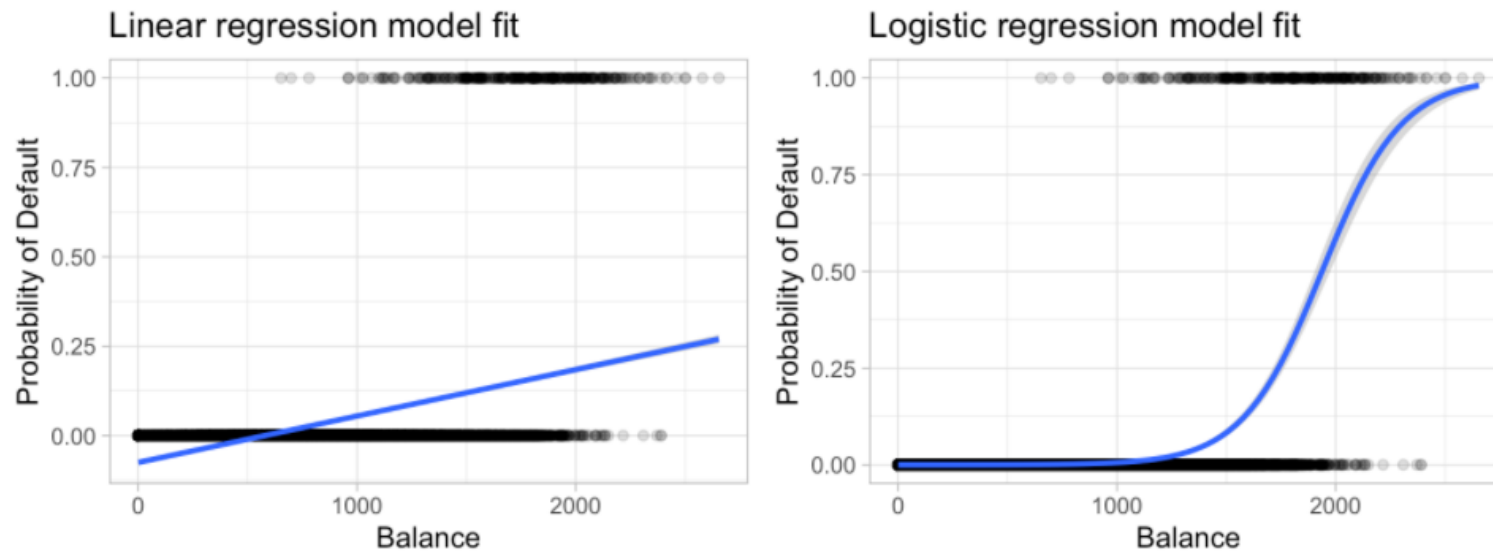 Linear regression model fit
Probability of Default
1.00
0.75
0.50
0.25
0.00
0
1000
2000
Balance
Logistic regression model fit
Probability of Default
1.00
0.75
0.50
0.25
0.00
0
1000
2000
Balance